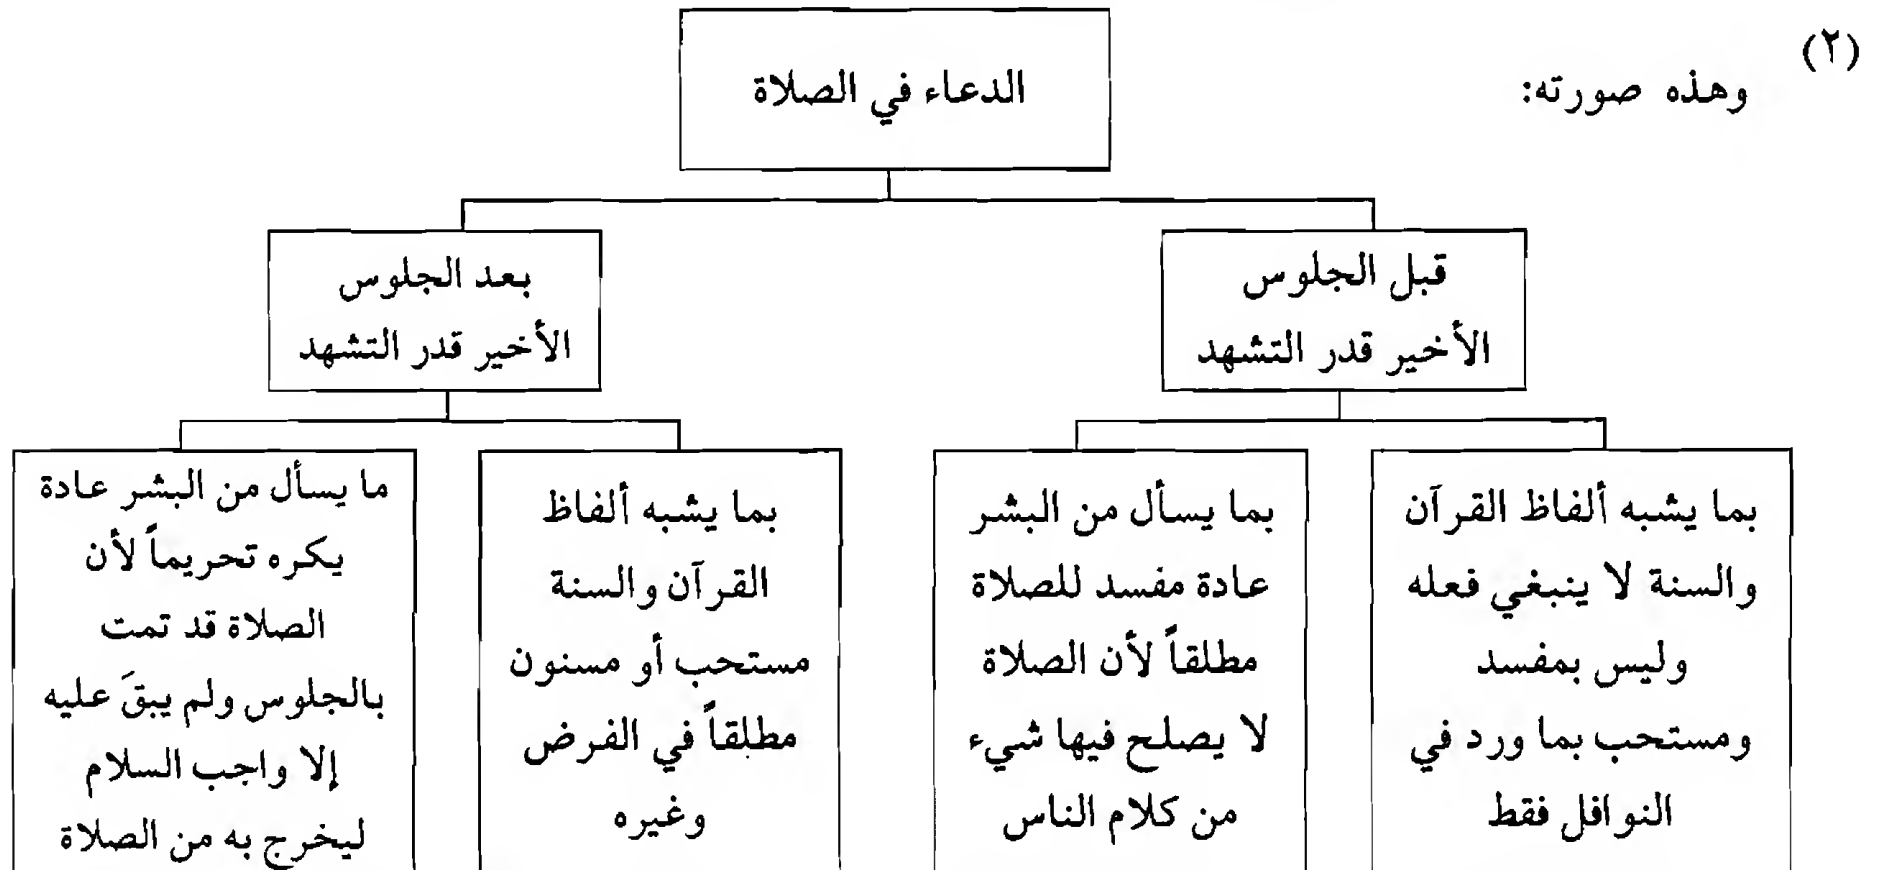 (٢)
وهذه صورته:
الدعاء في الصلاة
قبل الجلوس
الأخير قدر التشهد
بعد الجلوس
الأخير قدر التشهد
بما يشبه ألفاظ القرآن
والسنة لا ينبغي فعله
وليس بمفسد
ومستحب بما ورد في
النوافل فقط
بما يسأل من البشر
عادة مفسد للصلاة
مطلقاً لأن الصلاة
لا يصلح فيها شيء
من كلام الناس
بما يشبه ألفاظ
القرآن والسنة
مستحب أو مسنون
مطلقاً في الفرض
وغيره
ما يسأل من البشر عادة
يكره تحريماً لأن
الصلاة قد تمت
بالجلوس ولم يبقَ عليه
إلا واجب السلام
ليخرج به من الصلاة